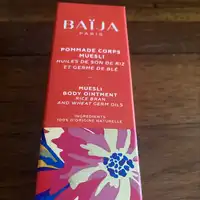 BAÏJA
PARIS
POMMADE CORPS
MUESLI
HUILES DE SON DE RIZ
ET GERME DE BLÉ
MUESLI
BODY OINTMENT
RICE BRAN
AND WHEAT GERM OILS
INGREDIENTS
100% D'ORIGINE NATURELLE